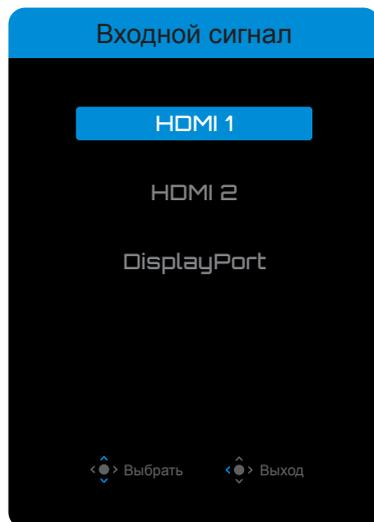 Входной сигнал
HDMI 1
HDMI 2
DisplayPort
Выбрать Выход